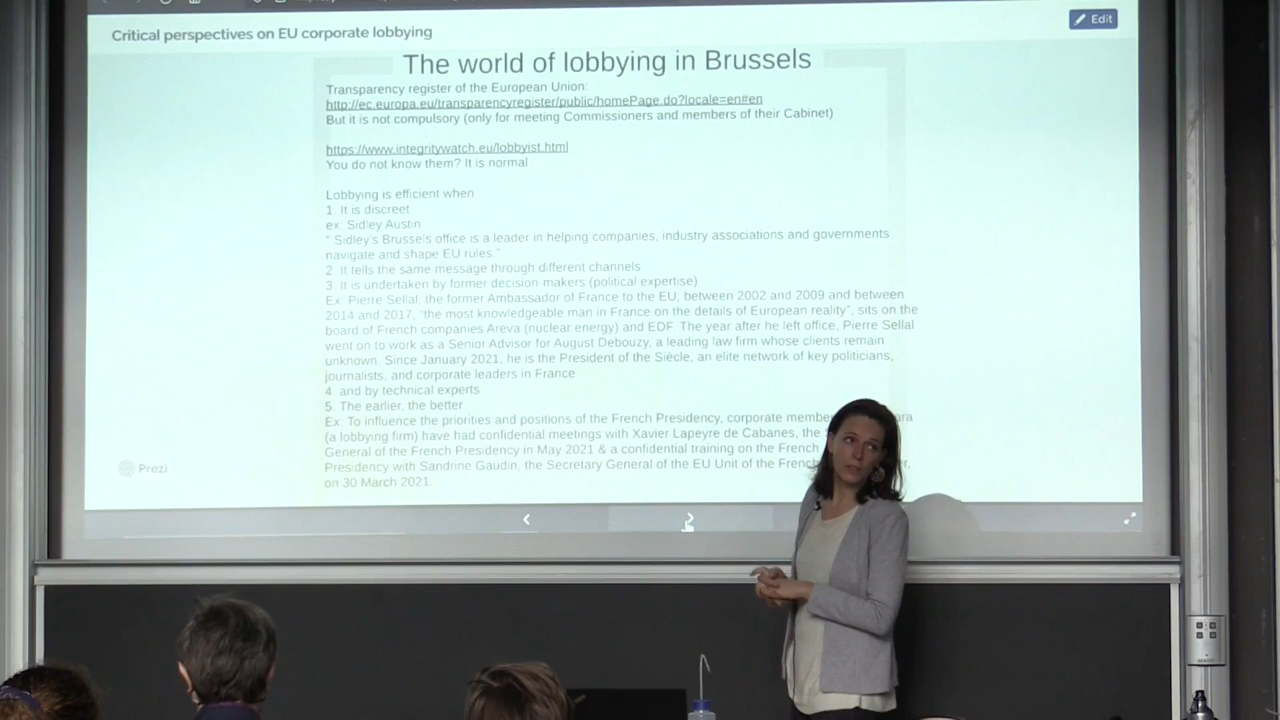 Critical perspectives on EU corporate lobbying
Edit
The world of lobbying in Brussels
Transparency register of the European Union:
http://ec.europa.eu/transparencyregister/public/homePage.do?locale=en#en
But it is not compulsory (only for meeting Commissioners and members of their Cabinet)
https://www.integritywatch.eu/lobbyist.html
You do not know them? It is normal
Lobbying is efficient when
1. It is discreet
ex: Sidley Austin
" Sidley's Brussels office is a leader in helping companies, industry associations and governments
navigate and shape EU rules."
2. It tells the same message through different channels
3. It is undertaken by former decision-makers (political expertise)
Ex: Pierre Sellal, the former Ambassador of France to the EU, between 2002 and 2009 and between
2014 and 2017, "the most knowledgeable man in France on the details of European reality", sits on the
board of French companies Areva (nuclear energy) and EDF. The year after he left office, Pierre Sellal
went on to work as a Senior Advisor for August Debouzy, a leading law firm whose clients remain
unknown. Since January 2021, he is the President of the Siècle, an elite network of key politicians,
journalists, and corporate leaders in France
4. and by technical experts
5. The earlier, the better
Ex: To influence the priorities and positions of the French Presidency, corporate
(a lobbying firm) have had confidential meetings with Xavier Lapeyre de Cabanes, the
General of the French Presidency in May 2021 & a confidential training on the French
Presidency with Sandrine Gaudin, the Secretary General of the EU Unit of the
on 30 March 2021.
Prezi